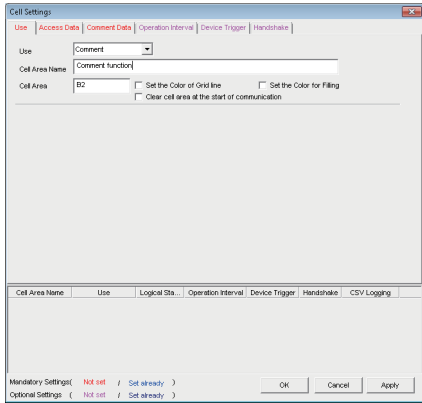 Cell Settings
Use Access Data Comment Data Operation Interval Device Trigger Handshake
Use Comment
Cell Area Name Comment function
Cell Area B2 Set the Color of Grid line Set the Color for Filling
Clear cell area at the start of communication
Cell Area Name Use Logical Sta... Operation Interval Device Trigger Handshake CSV Logging
Mandatory Settings( Not set / Set already )
Optional Settings ( Not set / Set already )
OK Cancel Apply